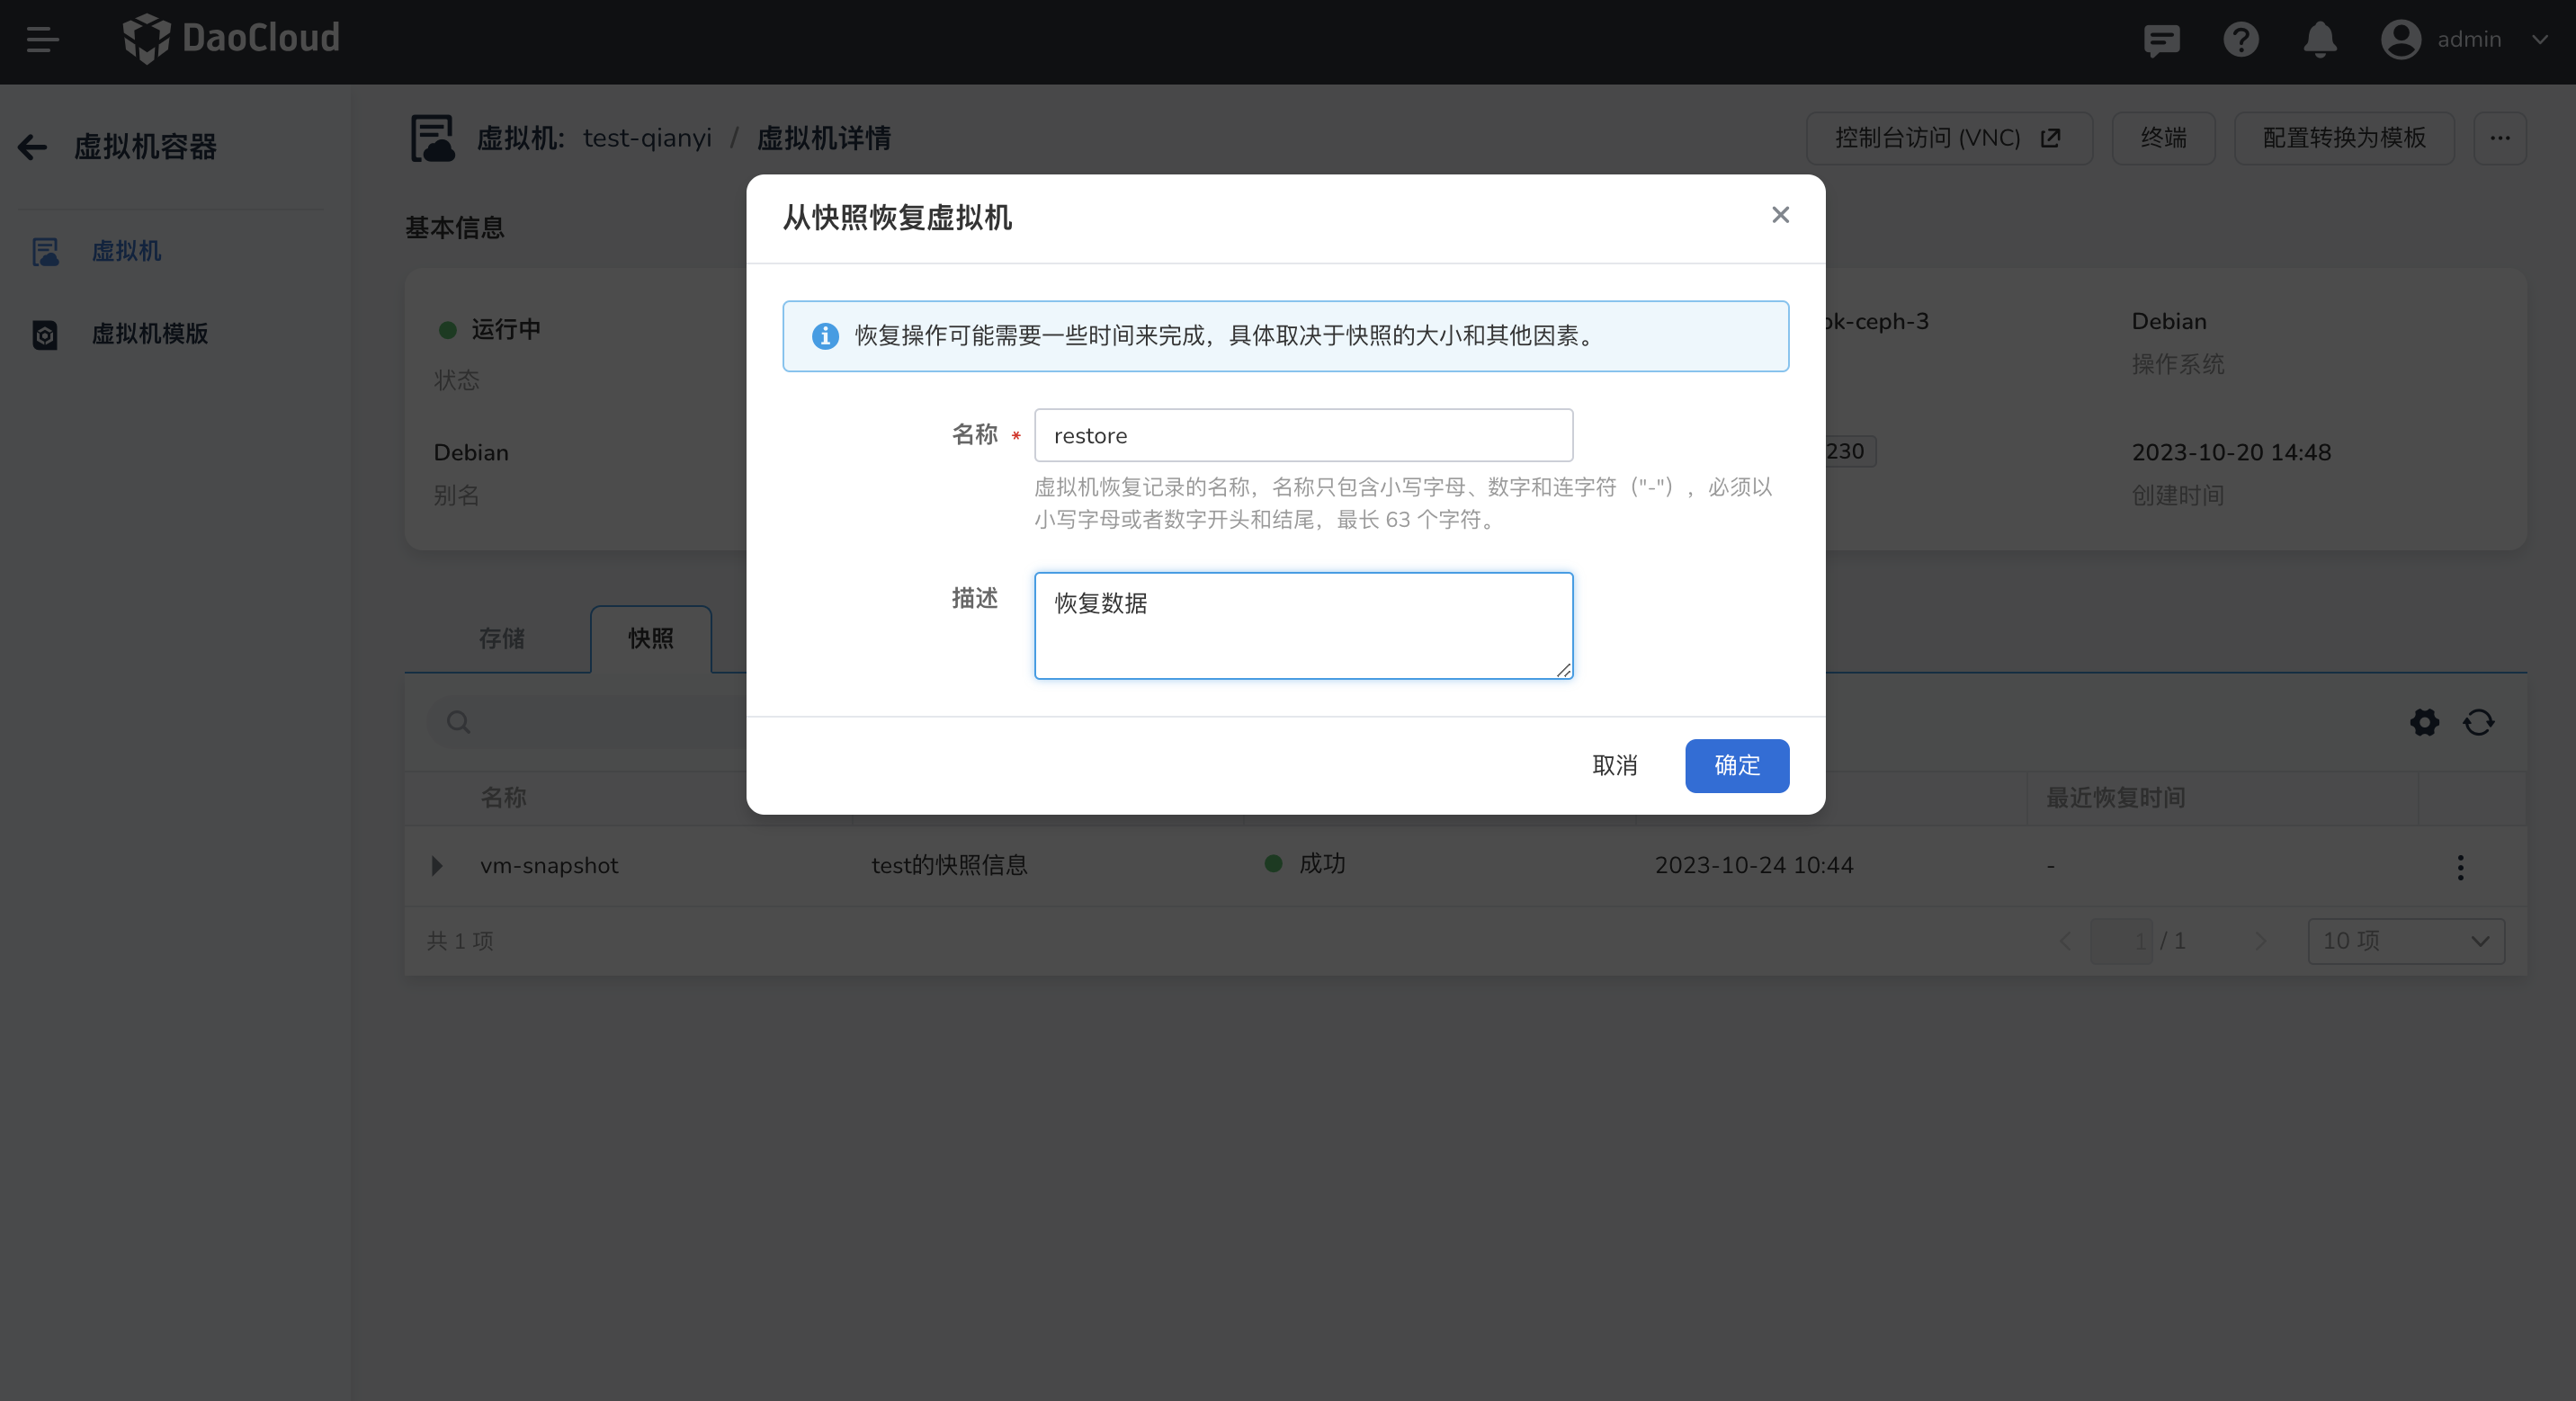 DaoCloud
admin
虚拟机容器
虚拟机
虚拟机模版
虚拟机: test-qianyi / 虚拟机详情
控制台访问 (VNC)
终端
配置转换为模板
基本信息
运行中
状态
Debian
别名
ok-ceph-3
Debian
操作系统
230
2023-10-20 14:48
创建时间
从快照恢复虚拟机
恢复操作可能需要一些时间来完成，具体取决于快照的大小和其他因素。
名称 *
restore
虚拟机恢复记录的名称，名称只包含小写字母、数字和连字符（"-"），必须以
小写字母或者数字开头和结尾，最长 63 个字符。
描述
恢复数据
取消
确定
存储
快照
名称
最近恢复时间
vm-snapshot
test的快照信息
成功
2023-10-24 10:44
-
共 1 项
1 / 1
10 项